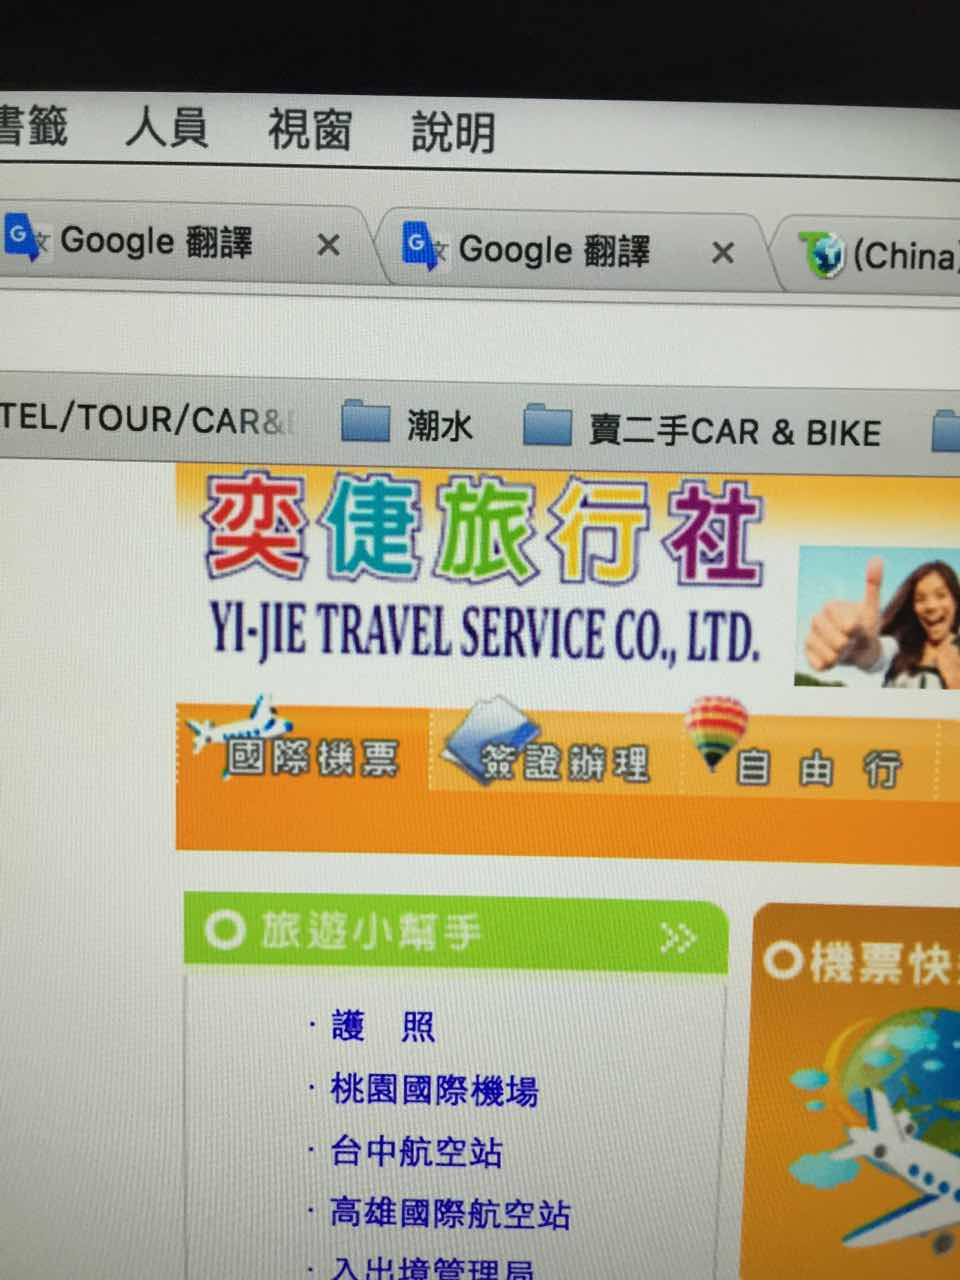 書籤 人員 視窗 說明
Google 翻譯 × Google 翻譯 × (China)
TEL/TOUR/CAR& 潮水 賣二手CAR & BIKE
奕倢旅行社
YI-JIE TRAVEL SERVICE CO., LTD.
國際機票 簽證辦理 自由行
旅遊小幫手 >>
機票快
· 護 照
· 桃園國際機場
· 台中航空站
· 高雄國際航空站
· 入出境管理局